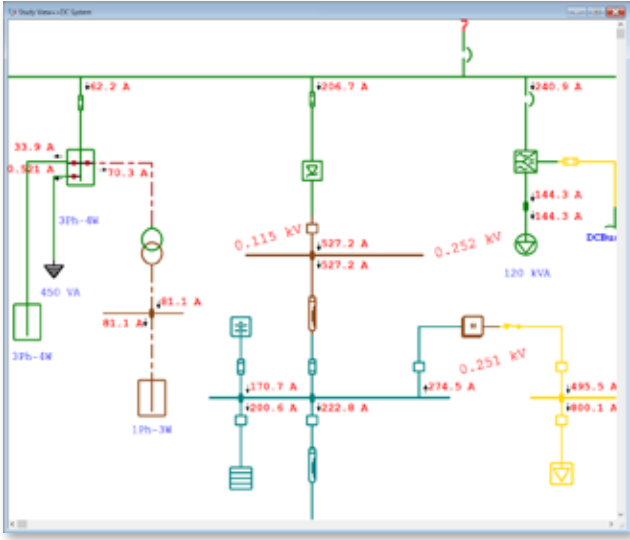 Study View=>DC System
?
62.2 A
206.7 A
240.9 A
33.9 A
0.521 A
70.3 A
144.3 A
144.3 A
3Ph-4W
0.115 kV
527.2 A
0.252 kV
527.2 A
DCBus
450 VA
120 kVA
81.1 A
81.1 A
3Ph-4W
0.251 kV
170.7 A
274.5 A
495.5 A
200.6 A
222.8 A
800.1 A
1Ph-3W